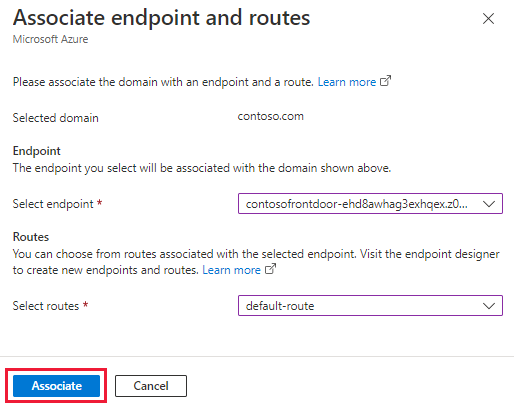 Associate endpoint and routes
Microsoft Azure
Please associate the domain with an endpoint and a route. Learn more
Selected domain contoso.com
Endpoint
The endpoint you select will be associated with the domain shown above.
Select endpoint * contosofrontdoor-ehd8awhag3exhqex.z0...
Routes
You can choose from routes associated with the selected endpoint. Visit the endpoint designer
to create new endpoints and routes. Learn more
Select routes * default-route
Associate Cancel